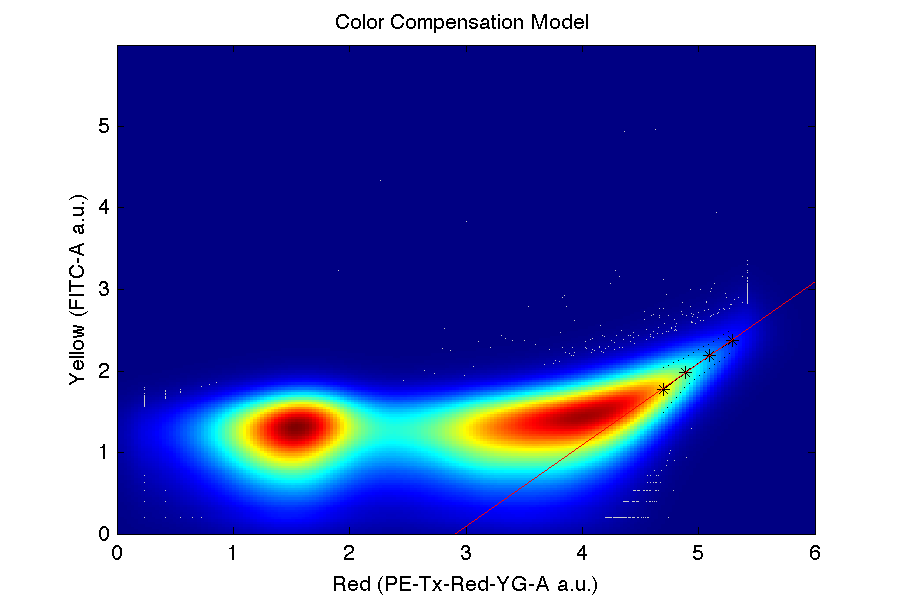 Color Compensation Model
Yellow (FITC-A a.u.)
5
4
3
2
1
0
0 1 2 3 4 5 6
Red (PE-Tx-Red-YG-A a.u.)